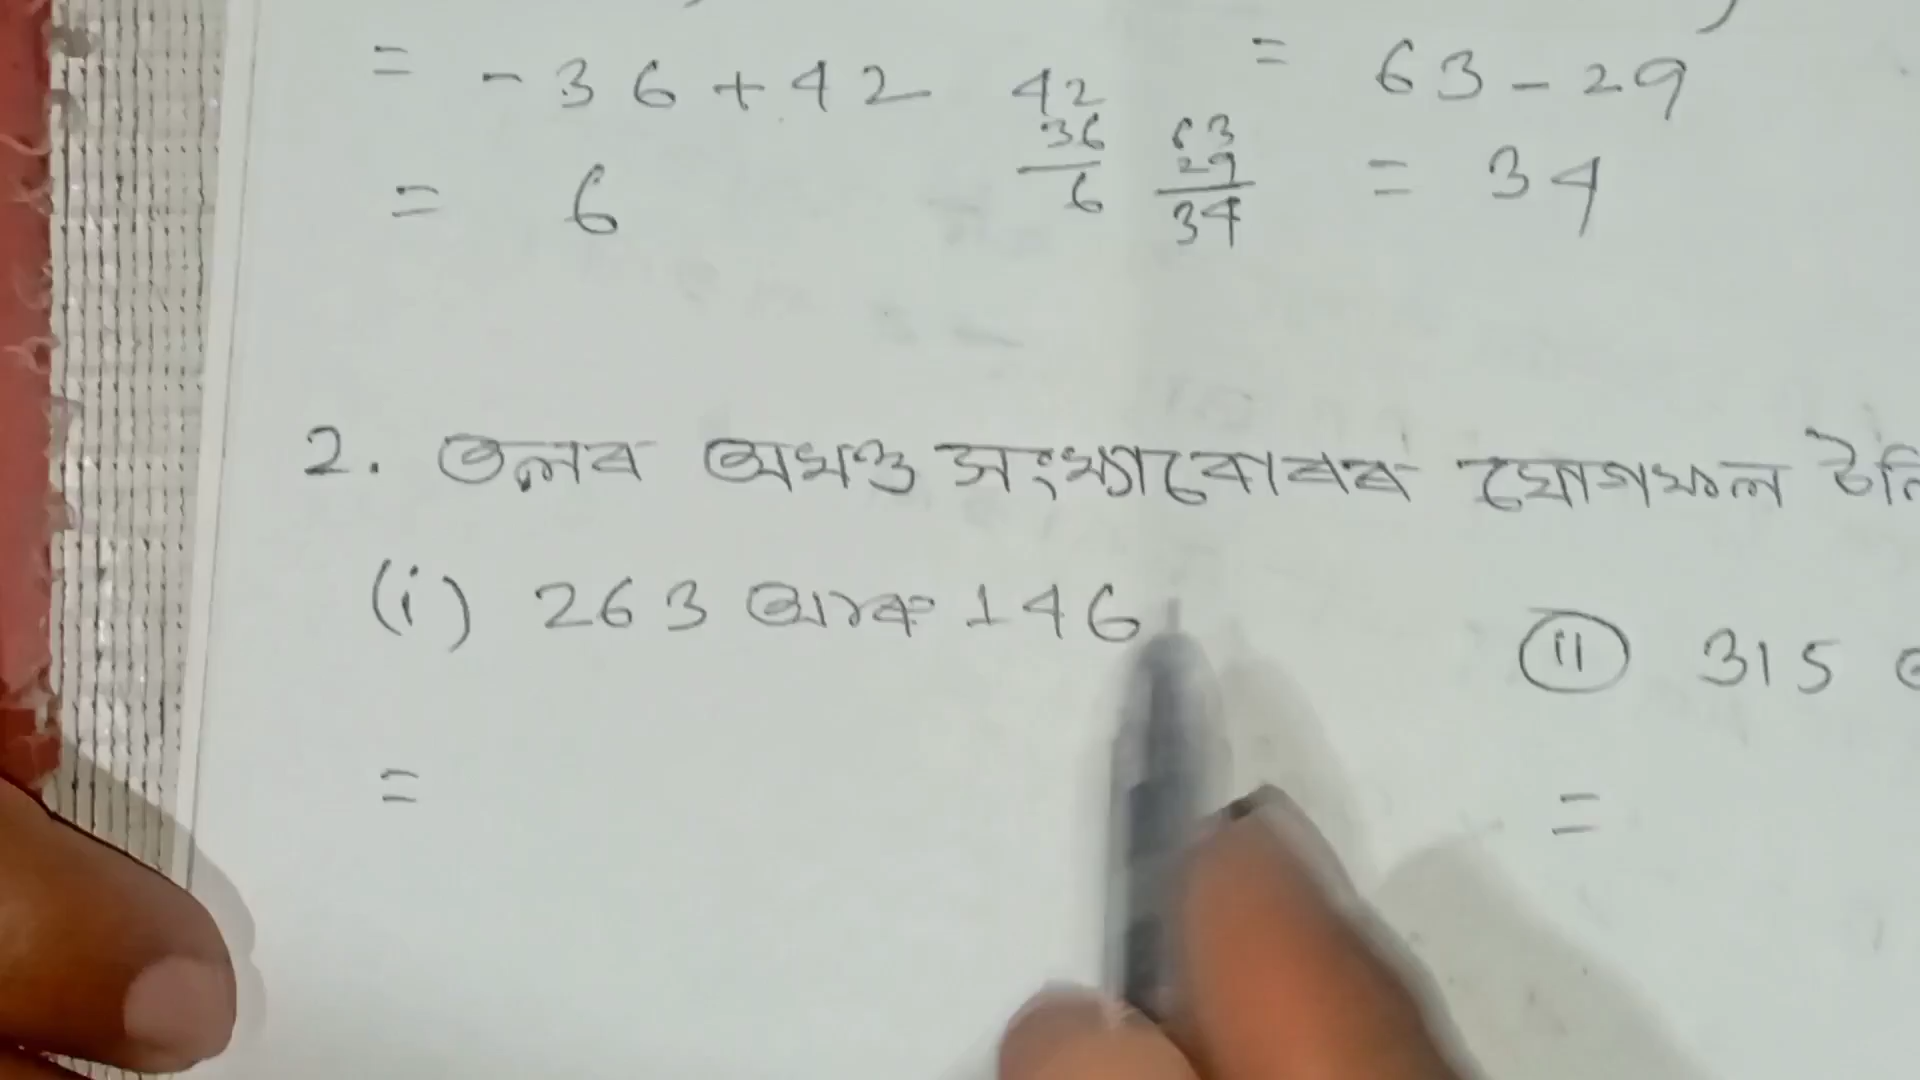 = - 36 + 42
42
36
6
= 6
= 63 - 29
63
29
34
= 34
2. তলৰ অখণ্ড সংখ্যাবোৰৰ যোগফল
(i) 263 আৰু 146
(ii) 315
=
=